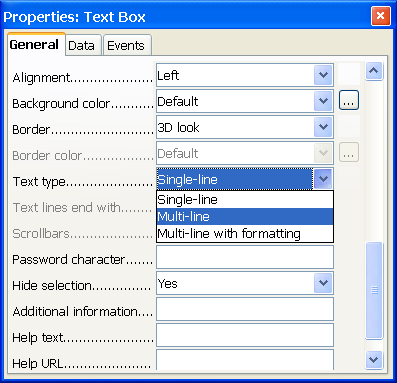 Properties: Text Box
General Data Events
Alignment.................... Left
Background color.......... Default ...
Border......................... 3D look
Border color................. Default ...
Text type..................... Single-line
Single-line
Text lines end with........ Multi-line
Scrollbars.................... Multi-line with formatting
Password character......
Hide selection............... Yes
Additional information....
Help text.....................
Help URL.....................